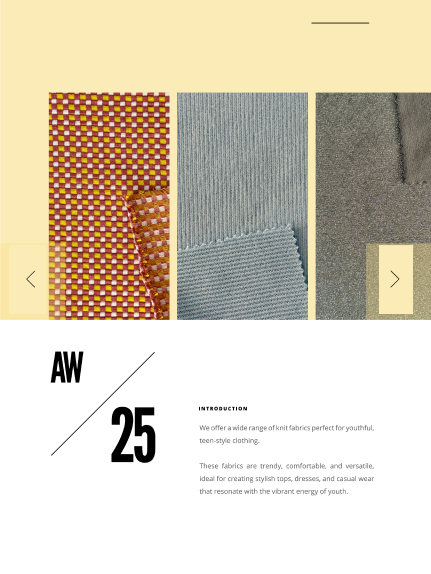 AW
25
INTRODUCTION
We offer a wide range of knit fabrics perfect for youthful,
teen-style clothing.
These fabrics are trendy, comfortable, and versatile,
ideal for creating stylish tops, dresses, and casual wear
that resonate with the vibrant energy of youth.